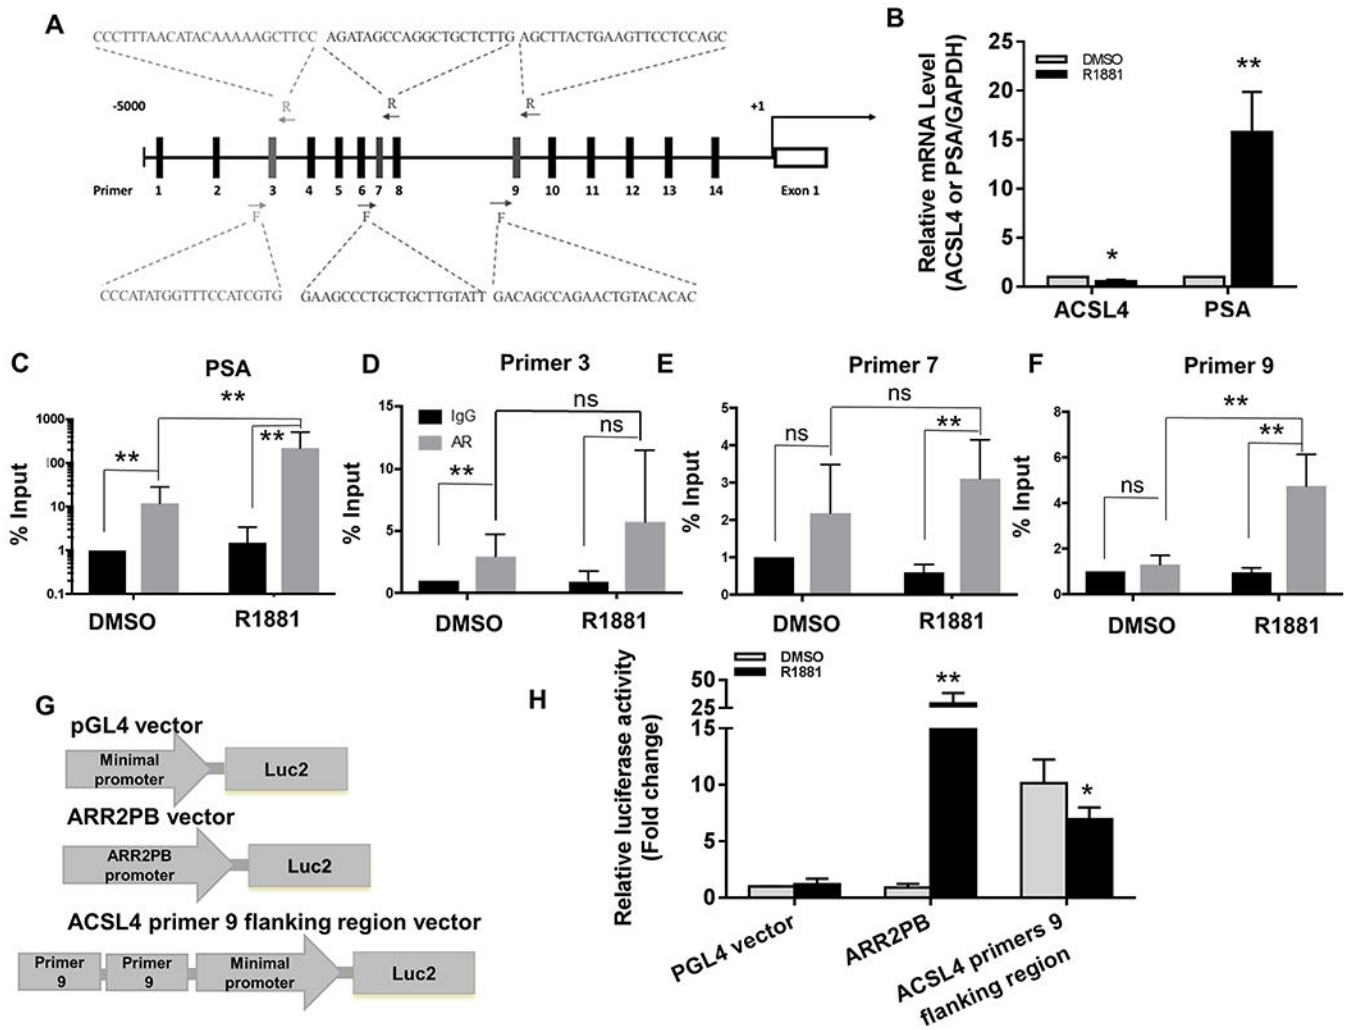 A
CCCTTTAACATACAAAAAGCTTCC AGATAGCCAGGCTGCTCTTG AGCTTACTGAAGTTCCTCCAGC
R R R
-5000 +1
Primer 1 2 3 4 5 6 7 8 9 10 11 12 13 14 Exon 1
F F F
CCCATATGGTTTCCATCGTG GAAGCCCTGCTGCTTGTATT GACAGCCAGAACTGTACACAC
B
Relative mRNA Level
(ACSL4 or PSA/GAPDH)
25
20
15
10
5
0
DMSO
R1881
*
**
ACSL4 PSA
C
PSA
% Input
1000
100
10
1
0.1
**
**
**
DMSO R1881
D
Primer 3
% Input
15
10
5
0
IgG
AR
ns
ns
**
DMSO R1881
E
Primer 7
% Input
5
4
3
2
1
0
ns
ns
**
DMSO R1881
F
Primer 9
% Input
8
6
4
2
0
**
**
ns
DMSO R1881
G
pGL4 vector
Minimal
promoter
Luc2
ARR2PB vector
ARR2PB
promoter
Luc2
ACSL4 primer 9 flanking region vector
Primer
9
Primer
9
Minimal
promoter
Luc2
H
Relative luciferase activity
(Fold change)
DMSO
R1881
50
25
15
10
5
0
**
*
PGL4 vector
ARR2PB
ACSL4 primers 9
flanking region